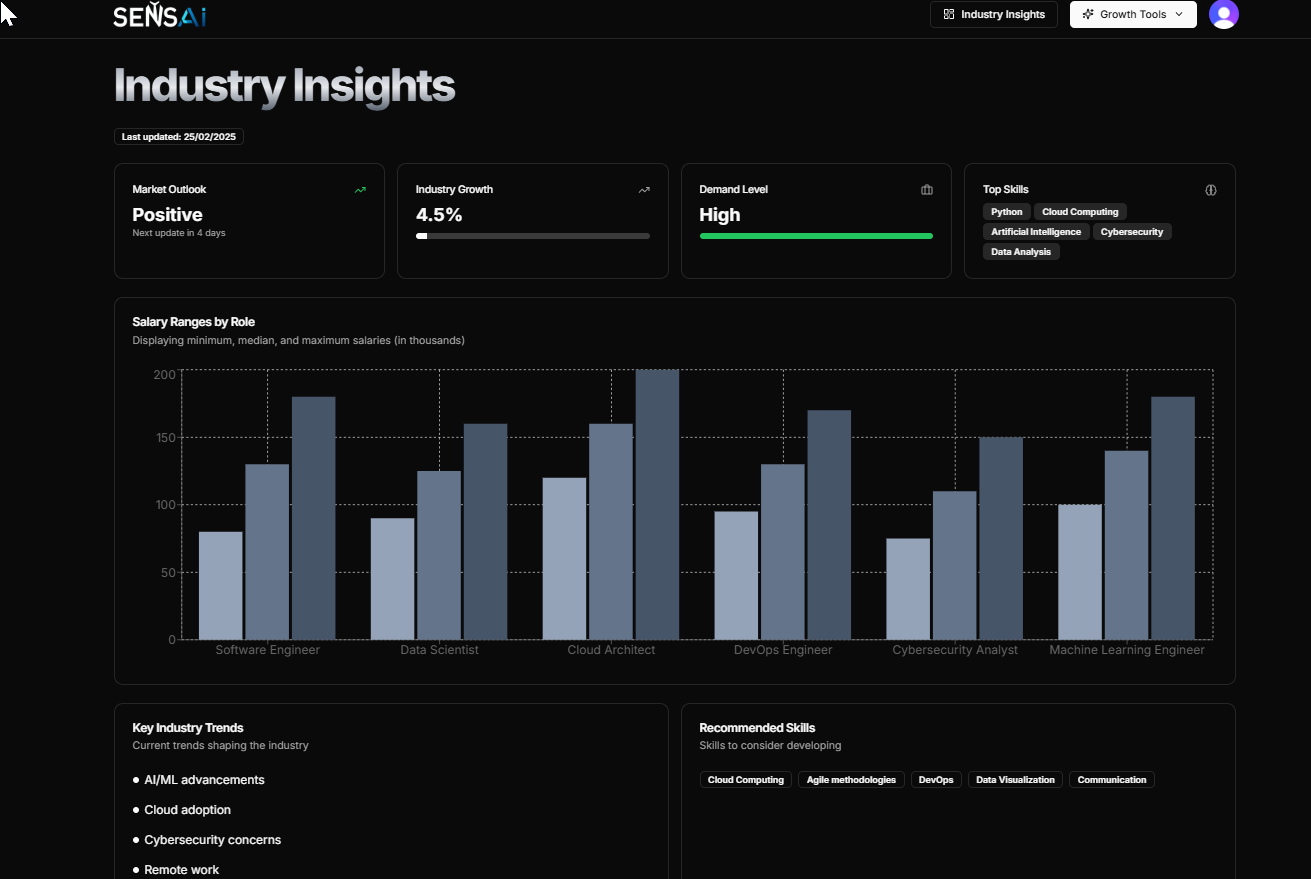 SENSAi
Industry Insights
Growth Tools
Industry Insights
Last updated: 25/02/2025
Market Outlook
Positive
Next update in 4 days
Industry Growth
4.5%
Demand Level
High
Top Skills
Python Cloud Computing
Artificial Intelligence Cybersecurity
Data Analysis
Salary Ranges by Role
Displaying minimum, median, and maximum salaries (in thousands)
200
150
100
50
0
Software Engineer Data Scientist Cloud Architect DevOps Engineer Cybersecurity Analyst Machine Learning Engineer
Key Industry Trends
Current trends shaping the industry
AI/ML advancements
Cloud adoption
Cybersecurity concerns
Remote work
Recommended Skills
Skills to consider developing
Cloud Computing Agile methodologies DevOps Data Visualization Communication